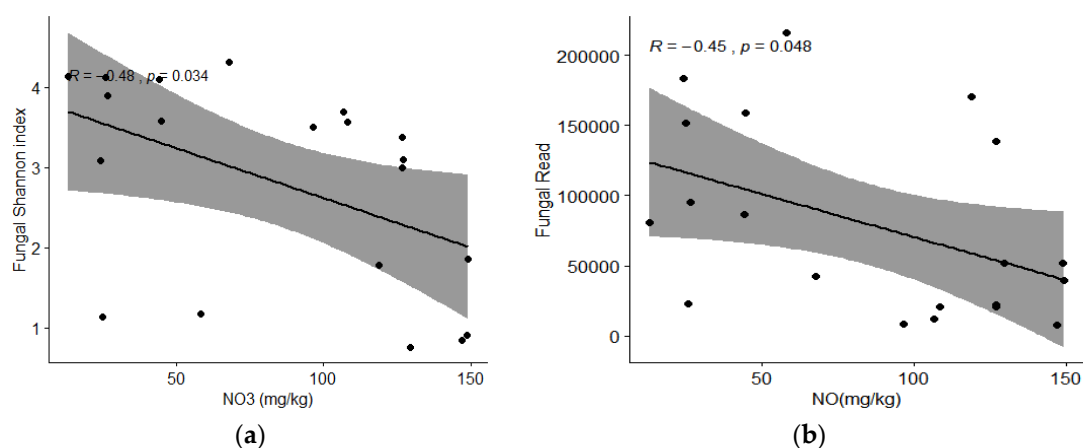 R = −0.48 , p = 0.034
Fungal Shannon index
4
3
2
1
50
100
150
NO3 (mg/kg)
(a)
R = −0.45 , p = 0.048
Fungal Read
200000
150000
100000
50000
0
50
100
150
NO(mg/kg)
(b)